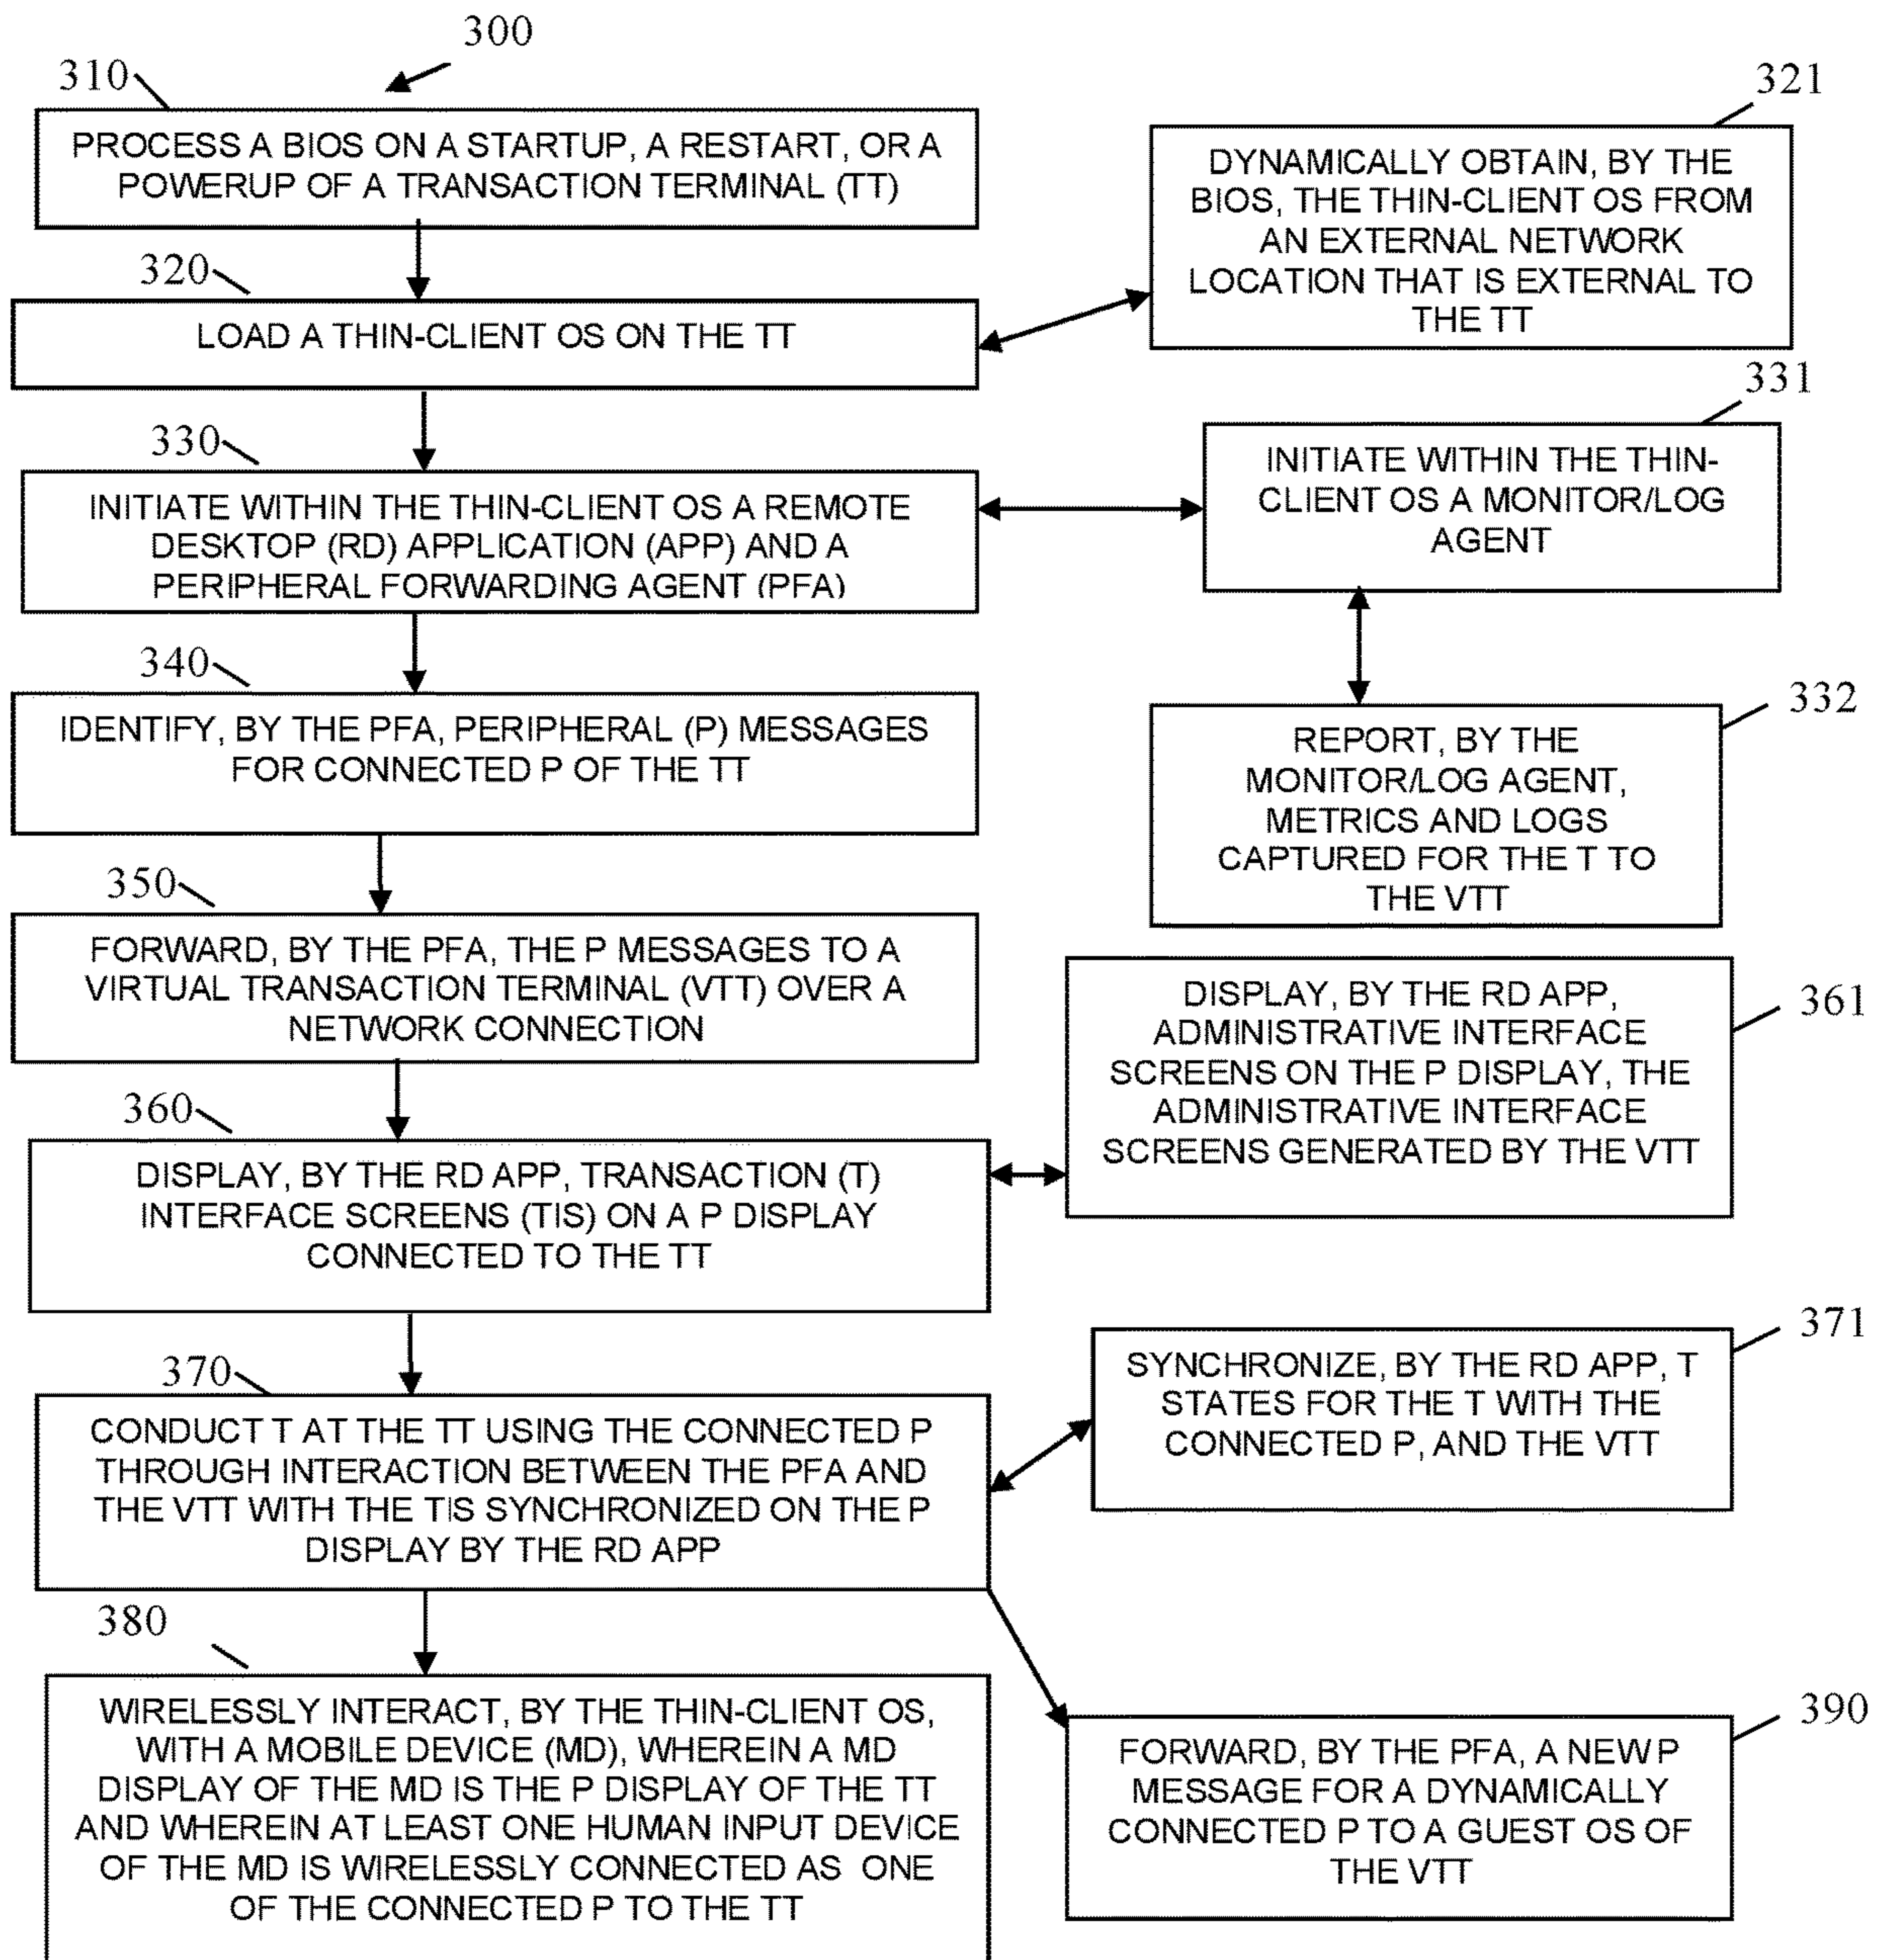 300
310
PROCESS A BIOS ON A STARTUP, A RESTART, OR A
POWERUP OF A TRANSACTION TERMINAL (TT)
320
LOAD A THIN-CLIENT OS ON THE TT
321
DYNAMICALLY OBTAIN, BY THE
BIOS, THE THIN-CLIENT OS FROM
AN EXTERNAL NETWORK
LOCATION THAT IS EXTERNAL TO
THE TT
330
INITIATE WITHIN THE THIN-CLIENT OS A REMOTE
DESKTOP (RD) APPLICATION (APP) AND A
PERIPHERAL FORWARDING AGENT (PFA)
331
INITIATE WITHIN THE THIN-
CLIENT OS A MONITOR/LOG
AGENT
332
REPORT, BY THE
MONITOR/LOG AGENT,
METRICS AND LOGS
CAPTURED FOR THE T TO
THE VTT
340
IDENTIFY, BY THE PFA, PERIPHERAL (P) MESSAGES
FOR CONNECTED P OF THE TT
350
FORWARD, BY THE PFA, THE P MESSAGES TO A
VIRTUAL TRANSACTION TERMINAL (VTT) OVER A
NETWORK CONNECTION
360
DISPLAY, BY THE RD APP, TRANSACTION (T)
INTERFACE SCREENS (TIS) ON A P DISPLAY
CONNECTED TO THE TT
361
DISPLAY, BY THE RD APP,
ADMINISTRATIVE INTERFACE
SCREENS ON THE P DISPLAY, THE
ADMINISTRATIVE INTERFACE
SCREENS GENERATED BY THE VTT
370
CONDUCT T AT THE TT USING THE CONNECTED P
THROUGH INTERACTION BETWEEN THE PFA AND
THE VTT WITH THE TIS SYNCHRONIZED ON THE P
DISPLAY BY THE RD APP
371
SYNCHRONIZE, BY THE RD APP, T
STATES FOR THE T WITH THE
CONNECTED P, AND THE VTT
380
WIRELESSLY INTERACT, BY THE THIN-CLIENT OS,
WITH A MOBILE DEVICE (MD), WHEREIN A MD
DISPLAY OF THE MD IS THE P DISPLAY OF THE TT
AND WHEREIN AT LEAST ONE HUMAN INPUT DEVICE
OF THE MD IS WIRELESSLY CONNECTED AS ONE
OF THE CONNECTED P TO THE TT
390
FORWARD, BY THE PFA, A NEW P
MESSAGE FOR A DYNAMICALLY
CONNECTED P TO A GUEST OS OF
THE VTT